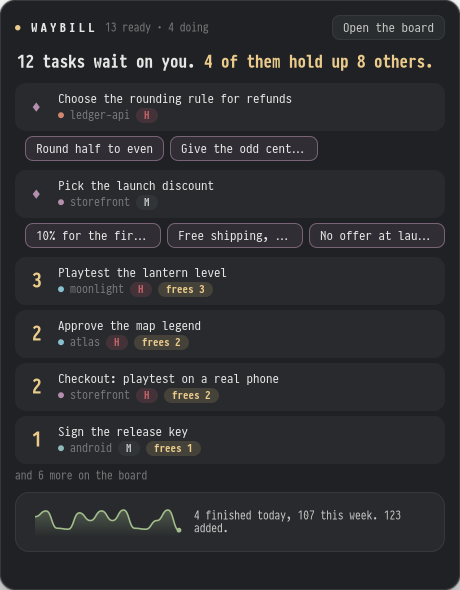 WAYBILL 13 ready • 4 doing Open the board
12 tasks wait on you. 4 of them hold up 8 others.
Choose the rounding rule for refunds
ledger-api H
Round half to even Give the odd cent...
Pick the launch discount
storefront M
10% for the fir... Free shipping, ... No offer at lau...
3 Playtest the lantern level
moonlight H frees 3
2 Approve the map legend
atlas H frees 2
2 Checkout: playtest on a real phone
storefront H frees 2
1 Sign the release key
android M frees 1
and 6 more on the board
4 finished today, 107 this week. 123
added.